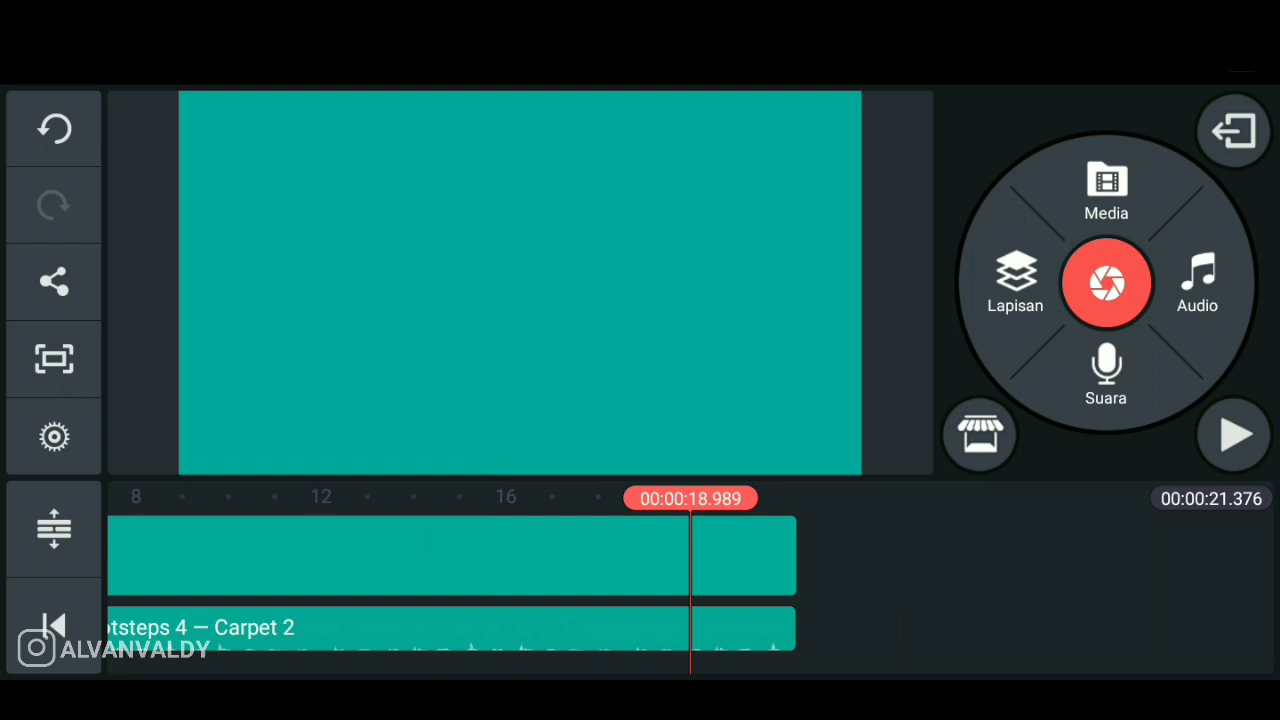 Media
Lapisan
Audio
Suara
8
12
16
00:00:18.989
00:00:21.376
tsteps 4 — Carpet 2
ALVANVALDY